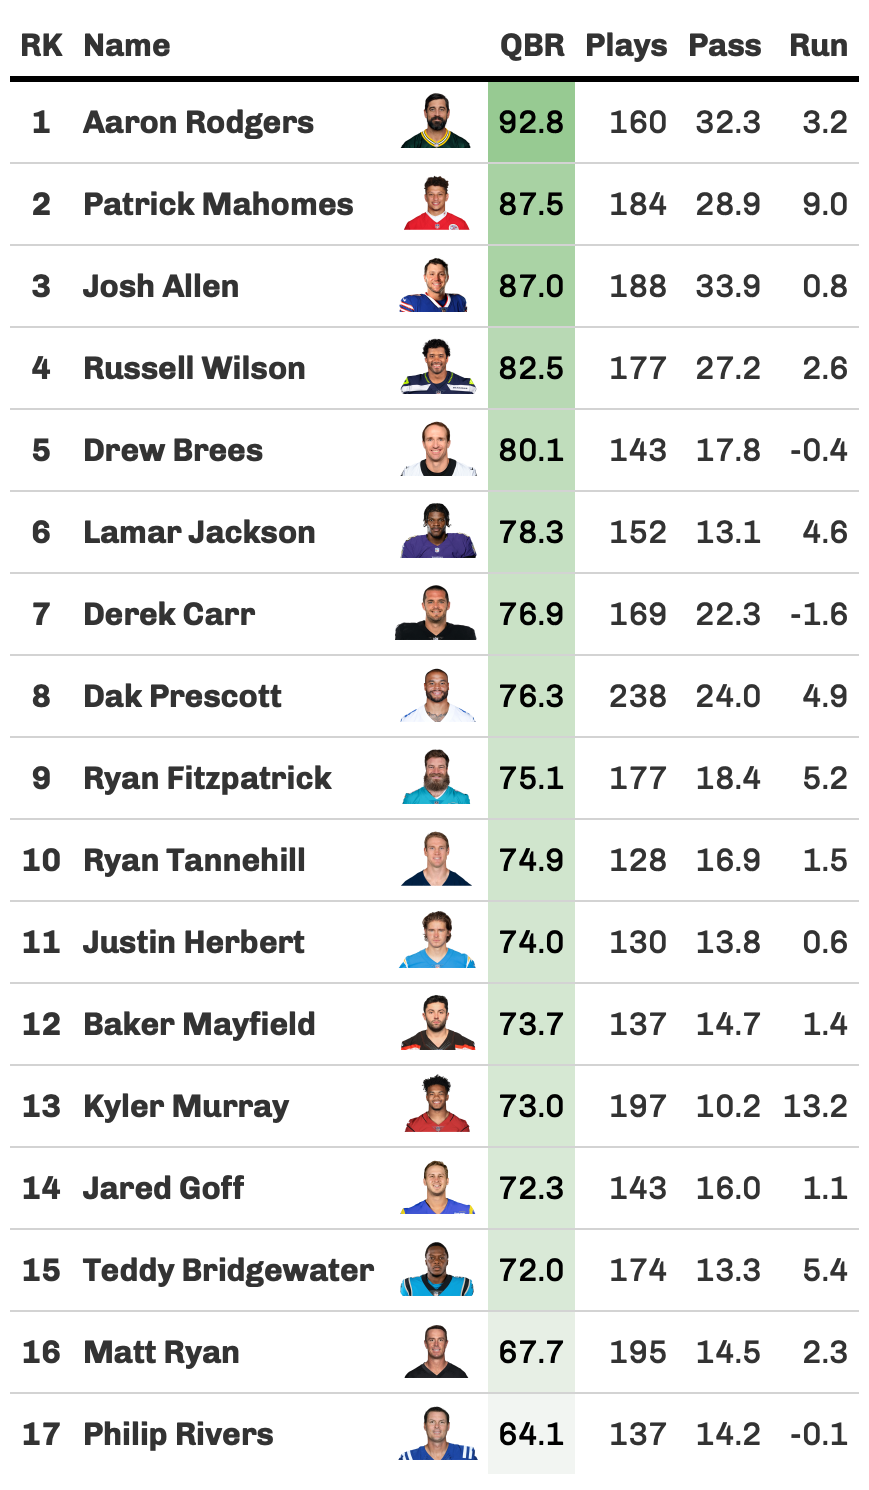 RK Name QBR Plays Pass Run
1 Aaron Rodgers 92.8 160 32.3 3.2
2 Patrick Mahomes 87.5 184 28.9 9.0
3 Josh Allen 87.0 188 33.9 0.8
4 Russell Wilson 82.5 177 27.2 2.6
5 Drew Brees 80.1 143 17.8 -0.4
6 Lamar Jackson 78.3 152 13.1 4.6
7 Derek Carr 76.9 169 22.3 -1.6
8 Dak Prescott 76.3 238 24.0 4.9
9 Ryan Fitzpatrick 75.1 177 18.4 5.2
10 Ryan Tannehill 74.9 128 16.9 1.5
11 Justin Herbert 74.0 130 13.8 0.6
12 Baker Mayfield 73.7 137 14.7 1.4
13 Kyler Murray 73.0 197 10.2 13.2
14 Jared Goff 72.3 143 16.0 1.1
15 Teddy Bridgewater 72.0 174 13.3 5.4
16 Matt Ryan 67.7 195 14.5 2.3
17 Philip Rivers 64.1 137 14.2 -0.1